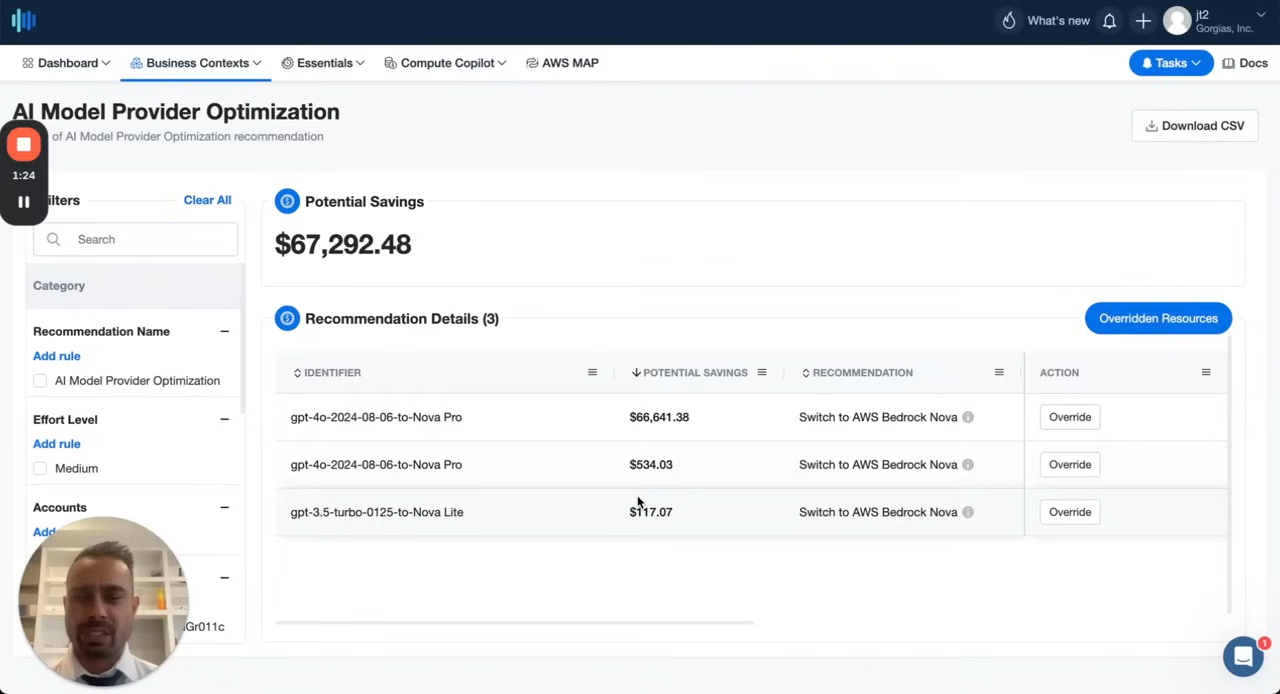 What's new
jt2
Gorgias, Inc.
Dashboard
Business Contexts
Essentials
Compute Copilot
AWS MAP
Tasks
Docs
AI Model Provider Optimization
of AI Model Provider Optimization recommendation
Download CSV
1:24
ilters
Clear All
Search
Category
Recommendation Name
Add rule
AI Model Provider Optimization
Effort Level
Add rule
Medium
Accounts
Add
Gr011c
Potential Savings
$67,292.48
Recommendation Details (3)
Overridden Resources
IDENTIFIER POTENTIAL SAVINGS RECOMMENDATION ACTION
gpt-4o-2024-08-06-to-Nova Pro $66,641.38 Switch to AWS Bedrock Nova Override
gpt-4o-2024-08-06-to-Nova Pro $534.03 Switch to AWS Bedrock Nova Override
gpt-3.5-turbo-0125-to-Nova Lite $117.07 Switch to AWS Bedrock Nova Override
1